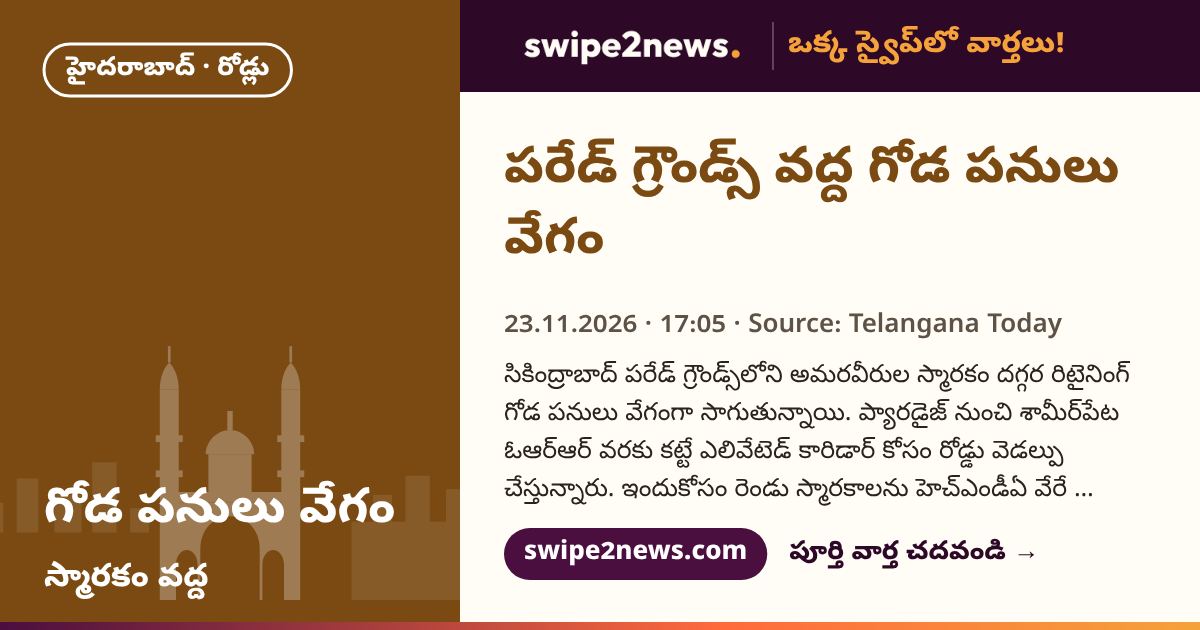 హైదరాబాద్ · రోడ్లు
swipe2news.
ఒక్క స్వైప్‌లో వార్తలు!
పరేడ్ గ్రౌండ్స్ వద్ద గోడ పనులు
వేగం
23.11.2026 · 17:05 · Source: Telangana Today
సికింద్రాబాద్ పరేడ్ గ్రౌండ్స్‌లోని అమరవీరుల స్మారకం దగ్గర రిటైనింగ్
గోడ పనులు వేగంగా సాగుతున్నాయి. ప్యారడైజ్ నుంచి శామీర్‌పేట
ఓఆర్ఆర్ వరకు కట్టే ఎలివేటెడ్ కారిడార్ కోసం రోడ్డు వెడల్పు
చేస్తున్నారు. ఇందుకోసం రెండు స్మారకాలను హెచ్ఎండీఏ వేరే ...
గోడ పనులు వేగం
స్మారకం వద్ద
swipe2news.com
పూర్తి వార్త చదవండి →